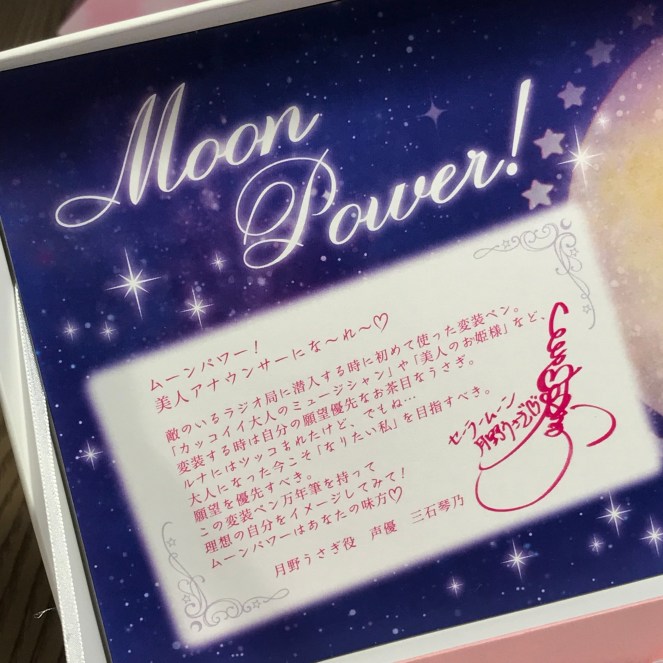 Moon
Power!
ムーンパワー！
美人アナウンサーにな〜れ〜♡
敵のいるラジオ局に潜入する時に初めて使った変装ペン。
「カッコイイ大人のミュージシャン」や「美人のお姫様」など、
変装する時は自分の願望優先なお茶目なうさぎ。
ルナにはツッコまれたけど、でもね…
大人になった今こそ「なりたい私」を目指すべき。
願望を優先すべき。
この変装ペン万年筆を持って
理想の自分をイメージしてみて！
ムーンパワーはあなたの味方♡
月野うさぎ役　声優　三石琴乃
セーラームーン
月野うさぎ